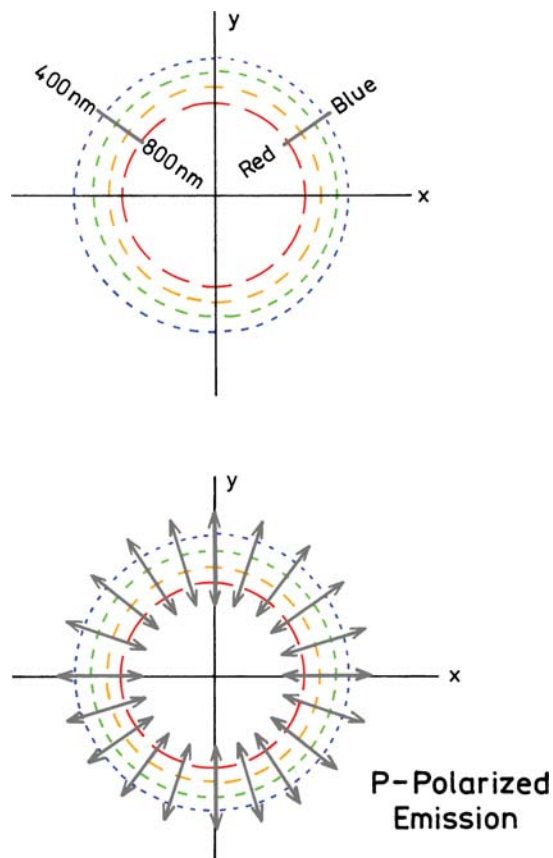 y
400nm
800nm
Red
Blue
x
y
x
P-Polarized
Emission